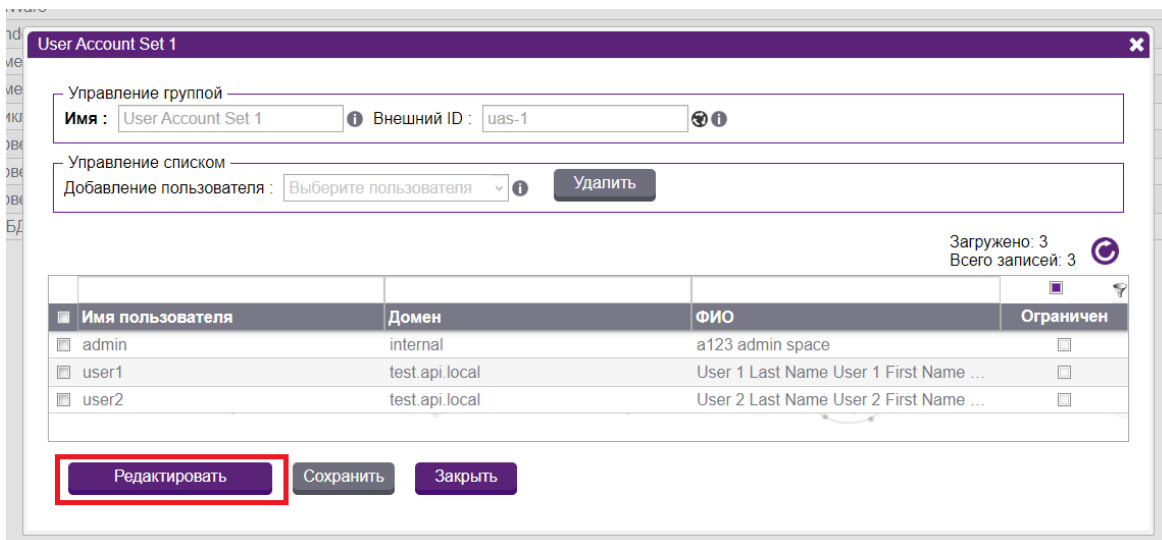 User Account Set 1
Управление группой
Имя : User Account Set 1 Внешний ID : uas-1
Управление списком
Добавление пользователя : Выберите пользователя Удалить
Загружено: 3
Всего записей: 3
Имя пользователя Домен ФИО Ограничен
admin internal a123 admin space
user1 test.api.local User 1 Last Name User 1 First Name ...
user2 test.api.local User 2 Last Name User 2 First Name ...
Редактировать Сохранить Закрыть